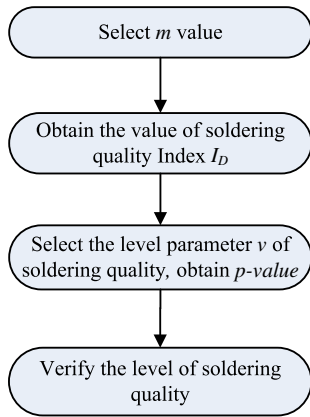 Select m value
Obtain the value of soldering
quality Index I_D
Select the level parameter v of
soldering quality, obtain p-value
Verify the level of soldering
quality